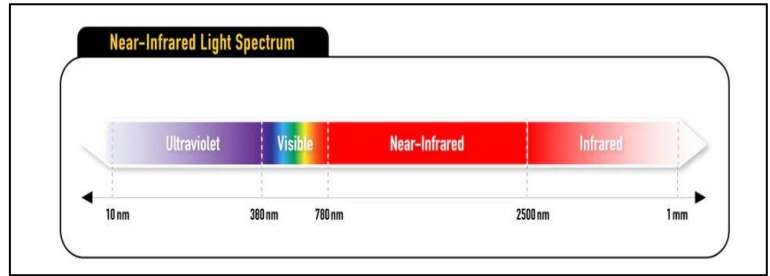 Near-Infrared Light Spectrum
Ultraviolet Visible Near-Infrared Infrared
10 nm 380 nm 780 nm 2500 nm 1 mm